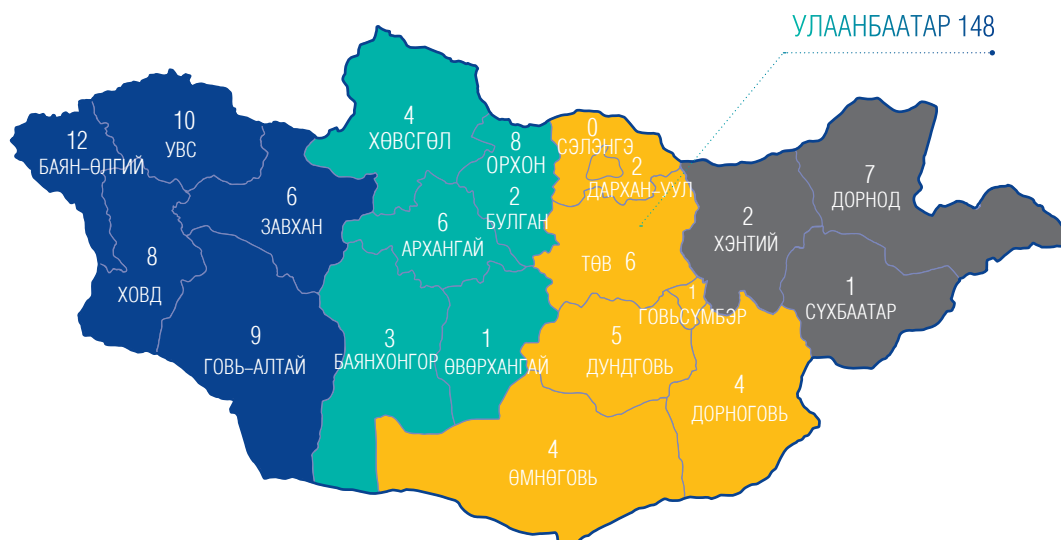 УЛААНБААТАР 148
12
БАЯН–ӨЛГИЙ
10
УВС
8
ХОВД
6
ЗАВХАН
9
ГОВЬ–АЛТАЙ
4
ХӨВСГӨЛ
8
ОРХОН
2
БУЛГАН
6
АРХАНГАЙ
3
БАЯНХОНГОР
1
ӨВӨРХАНГАЙ
0
СЭЛЭНГЭ
2
ДАРХАН–УУЛ
ТӨВ 6
1
ГОВЬСҮМБЭР
5
ДУНДГОВЬ
4
ДОРНОГОВЬ
4
ӨМНӨГОВЬ
2
ХЭНТИЙ
7
ДОРНОД
1
СҮХБААТАР